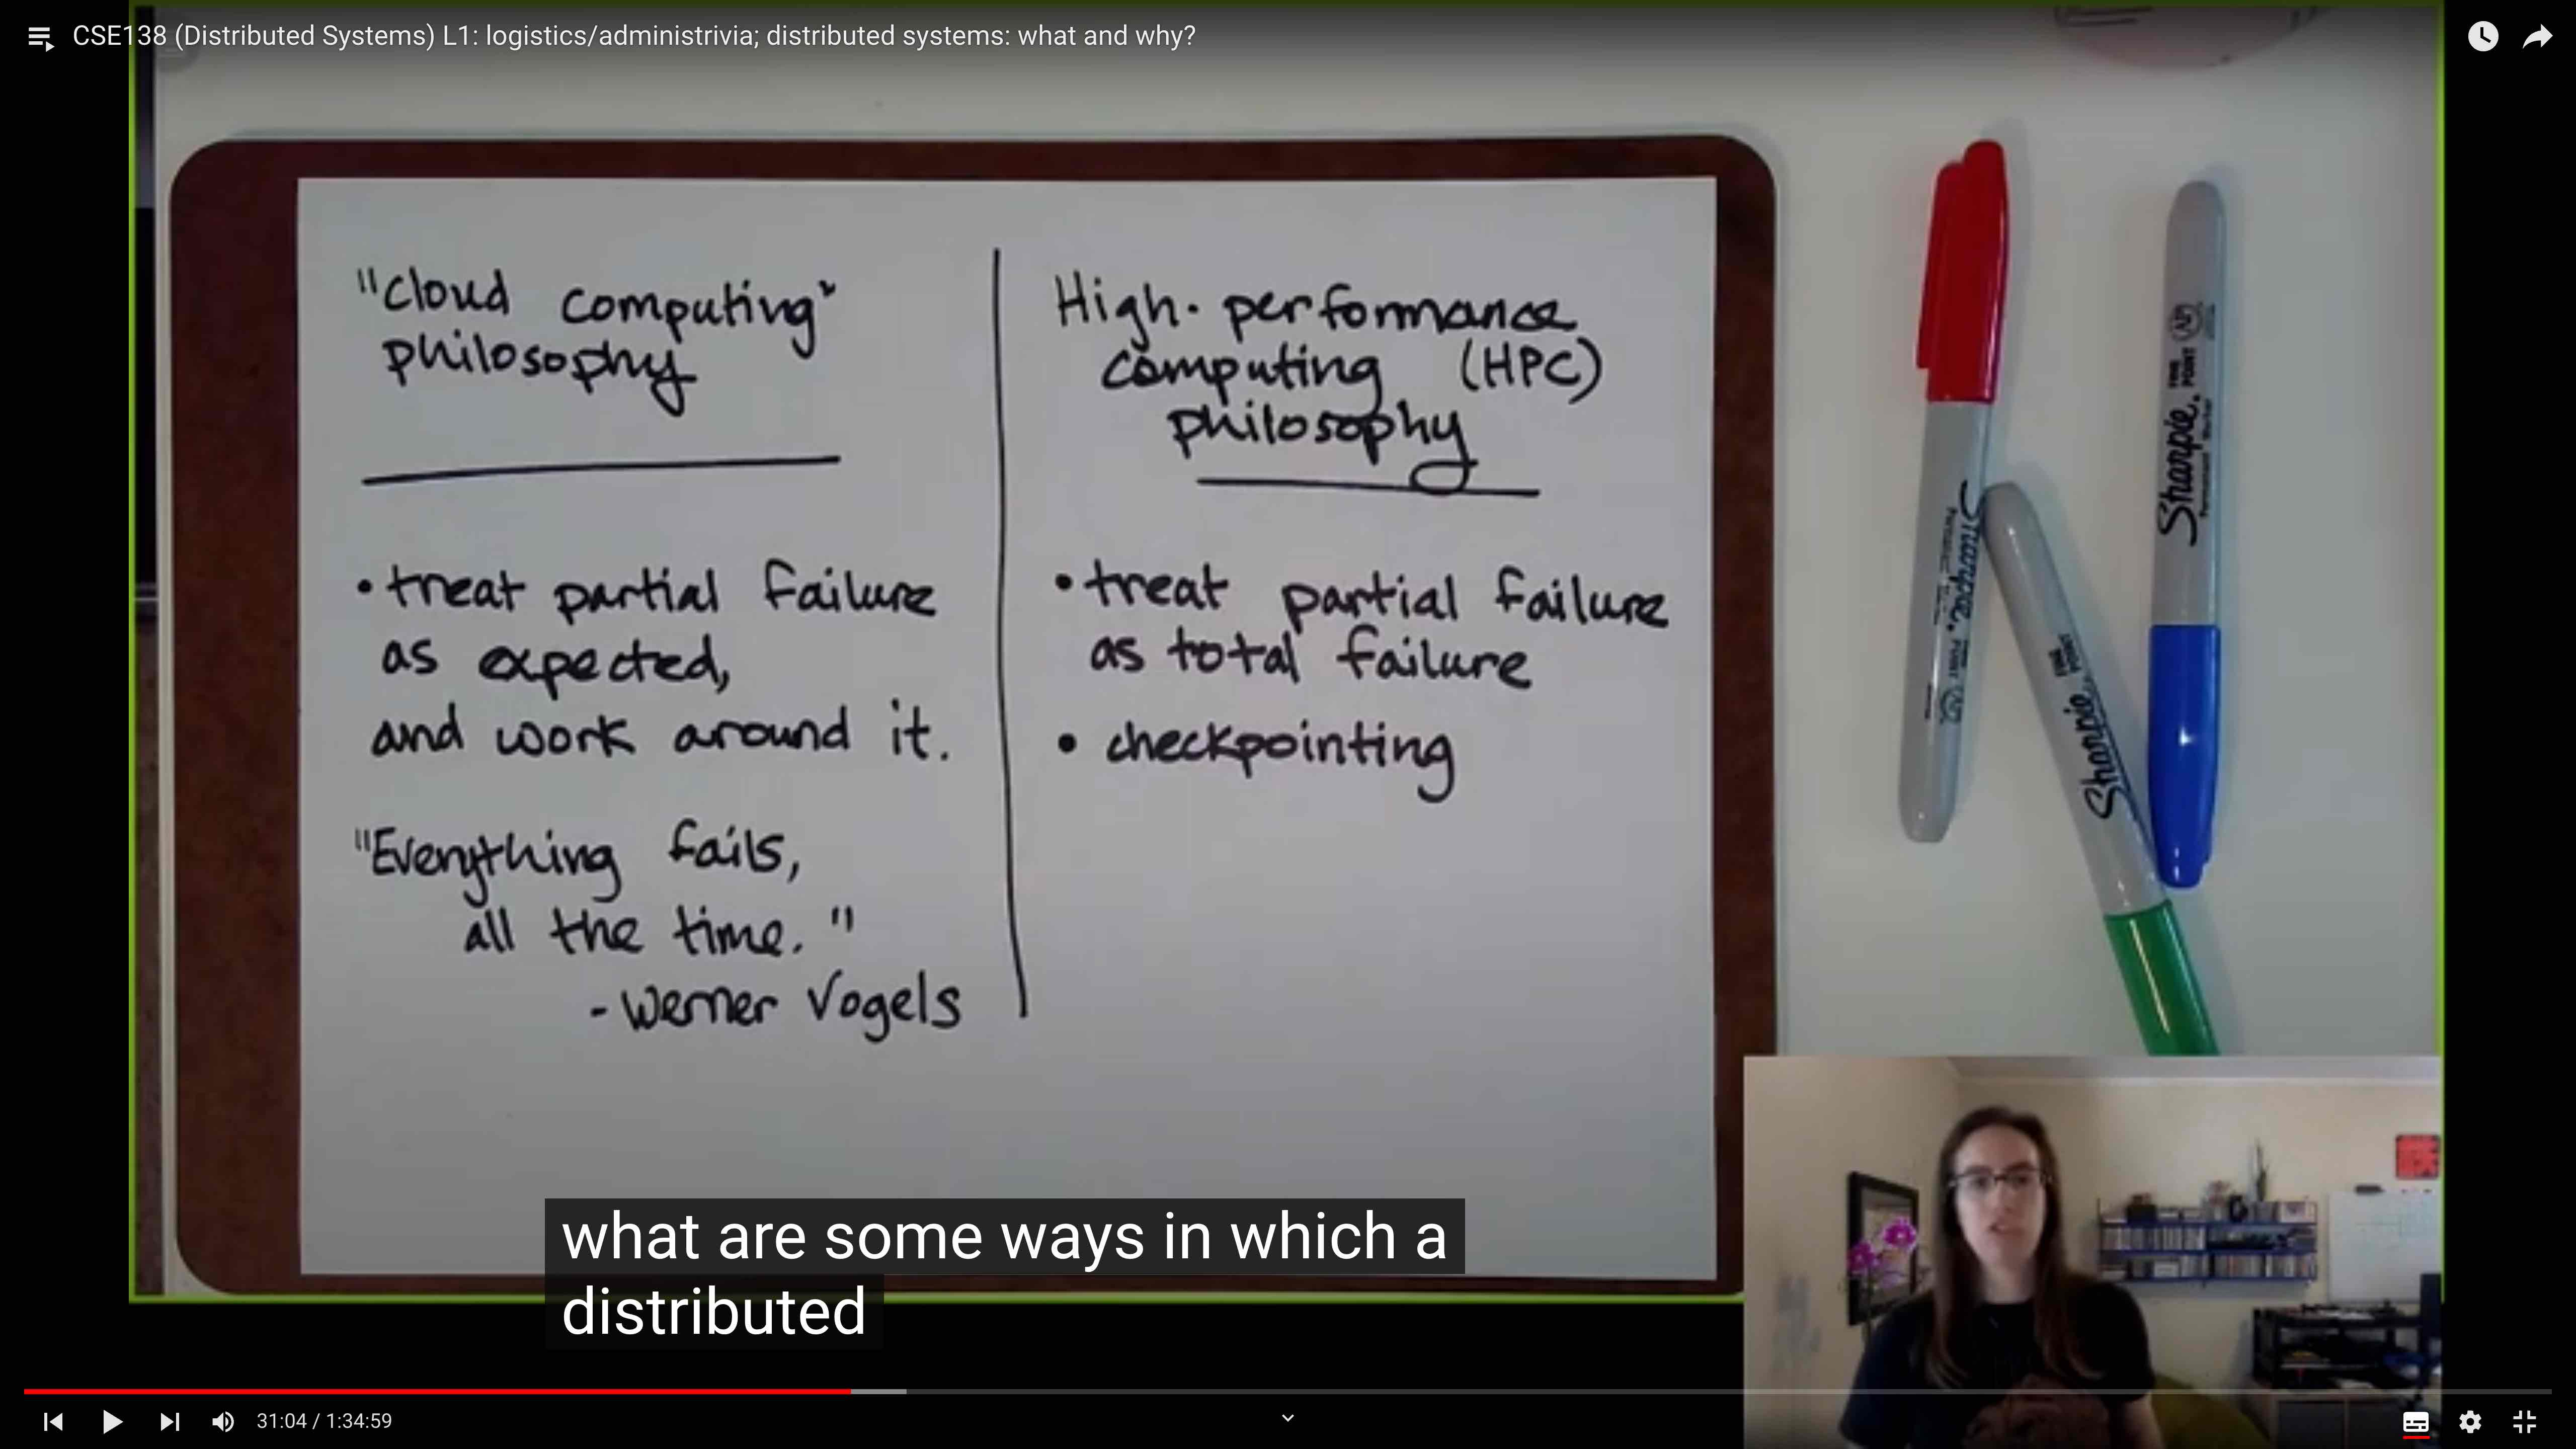 CSE138 (Distributed Systems) L1: logistics/administrivia; distributed systems: what and why?
"Cloud computing"
philosophy
• treat partial failure
as expected,
and work around it.
"Everything fails,
all the time."
- Werner Vogels
High-performance
computing (HPC)
philosophy
• treat partial failure
as total failure
• checkpointing
Sharpie.
FINE POINT
Sharpie.
FINE POINT
Sharpie.
FINE POINT
what are some ways in which a
distributed
31:04 / 1:34:59